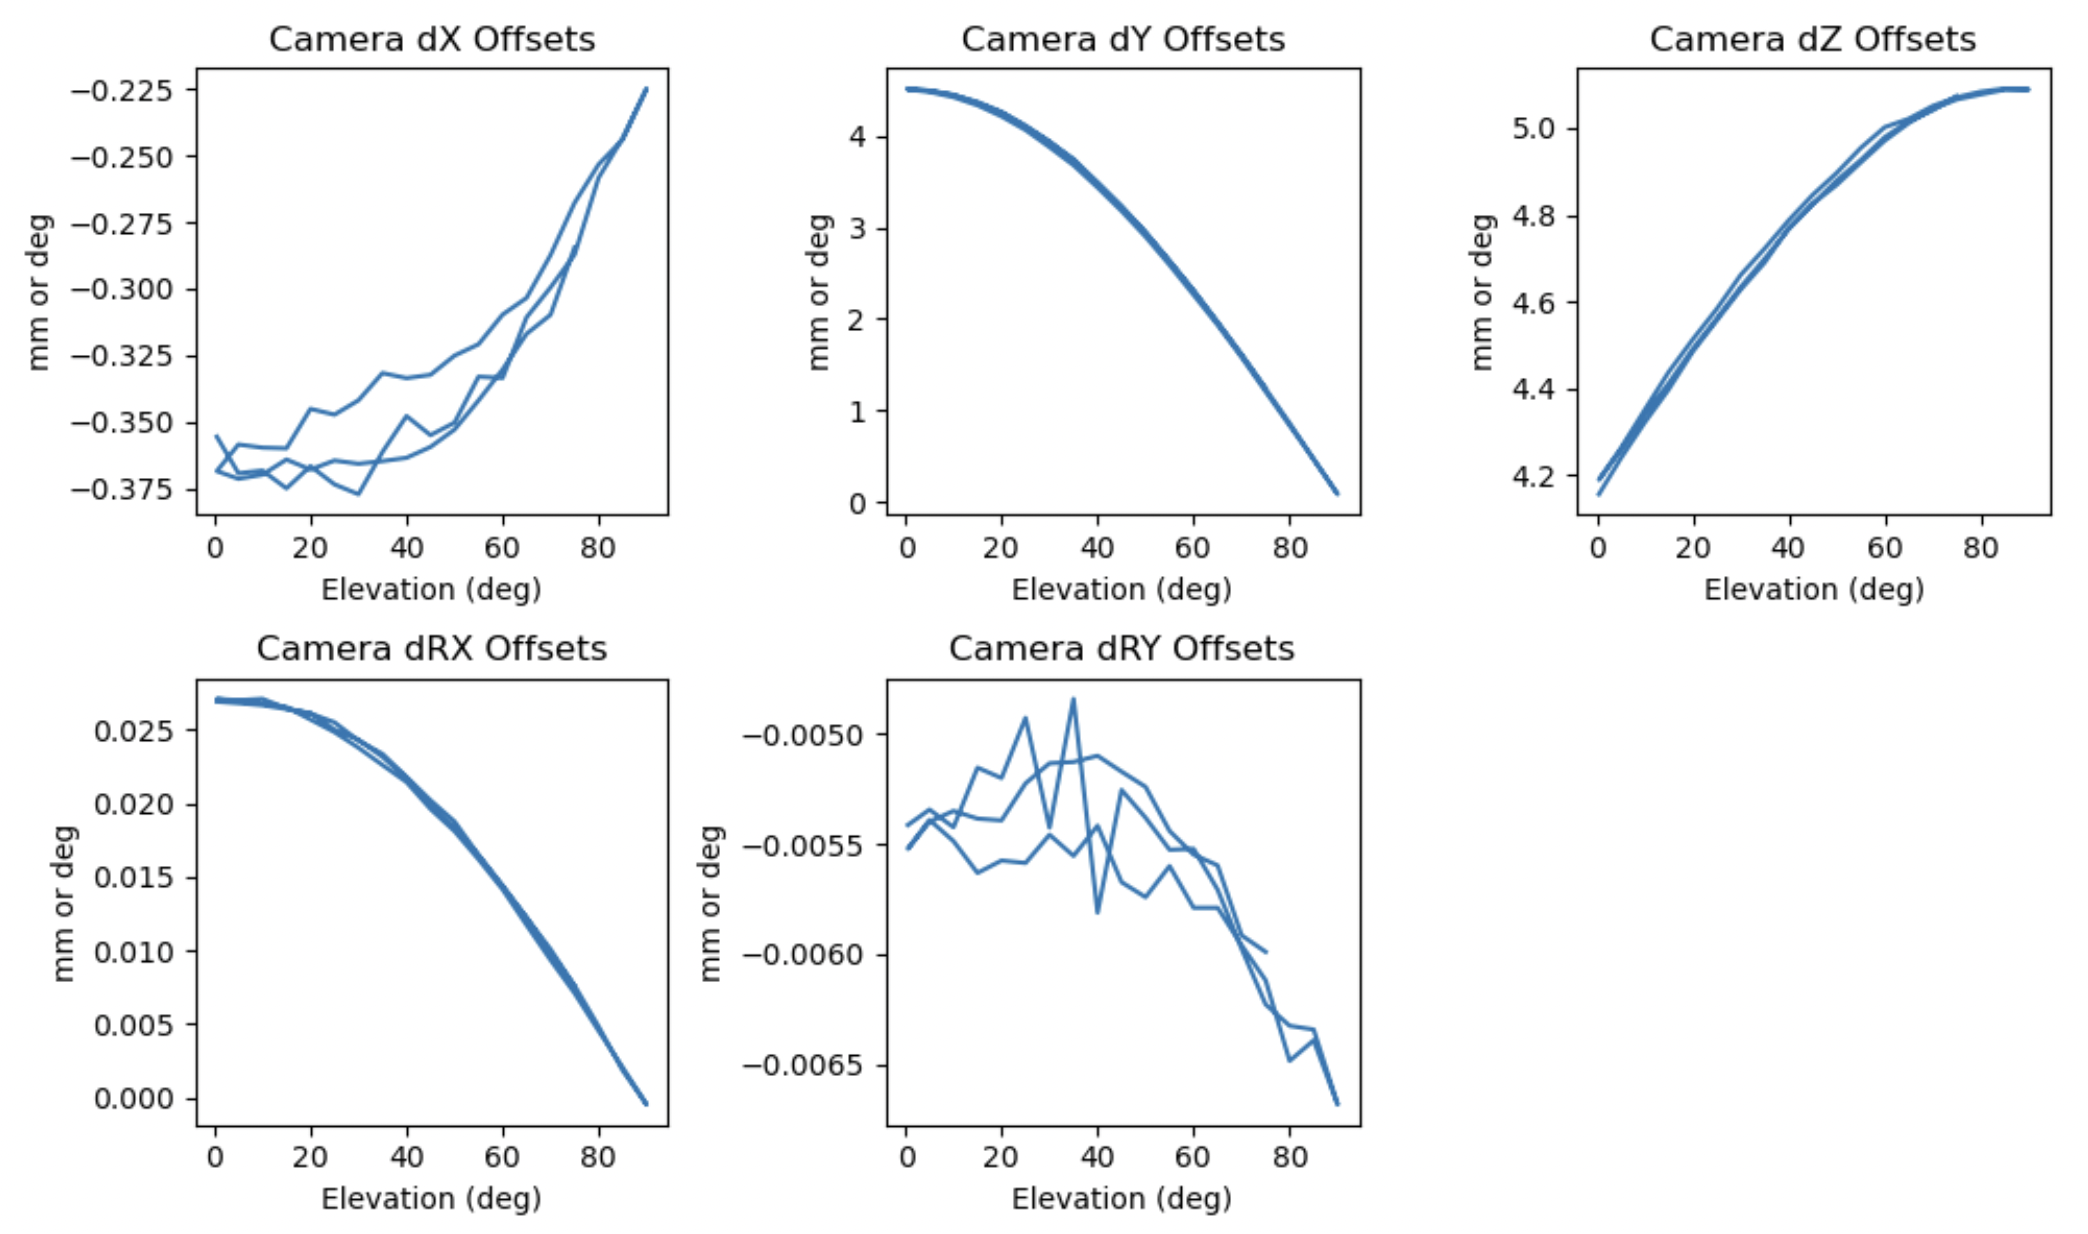 Camera dX Offsets
mm or deg
−0.225
−0.250
−0.275
−0.300
−0.325
−0.350
−0.375
0 20 40 60 80
Elevation (deg)
Camera dY Offsets
mm or deg
4
3
2
1
0
0 20 40 60 80
Elevation (deg)
Camera dZ Offsets
mm or deg
5.0
4.8
4.6
4.4
4.2
0 20 40 60 80
Elevation (deg)
Camera dRX Offsets
mm or deg
0.025
0.020
0.015
0.010
0.005
0.000
0 20 40 60 80
Elevation (deg)
Camera dRY Offsets
mm or deg
−0.0050
−0.0055
−0.0060
−0.0065
0 20 40 60 80
Elevation (deg)